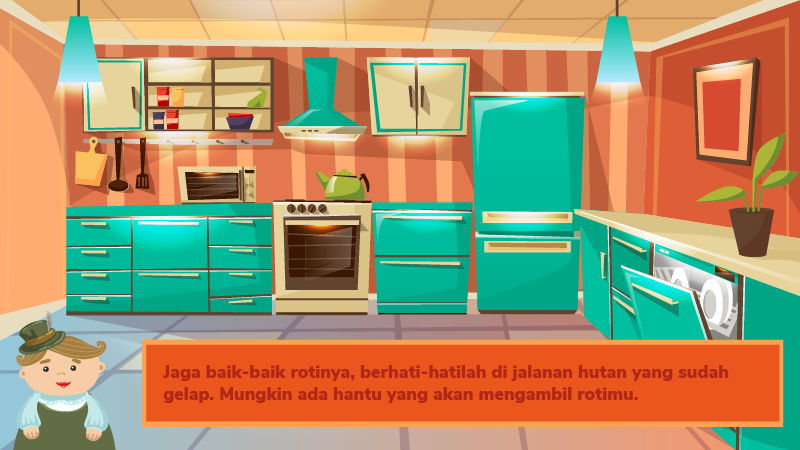 Jaga baik-baik rotinya, berhati-hatilah di jalanan hutan yang sudah
gelap. Mungkin ada hantu yang akan mengambil rotimu.